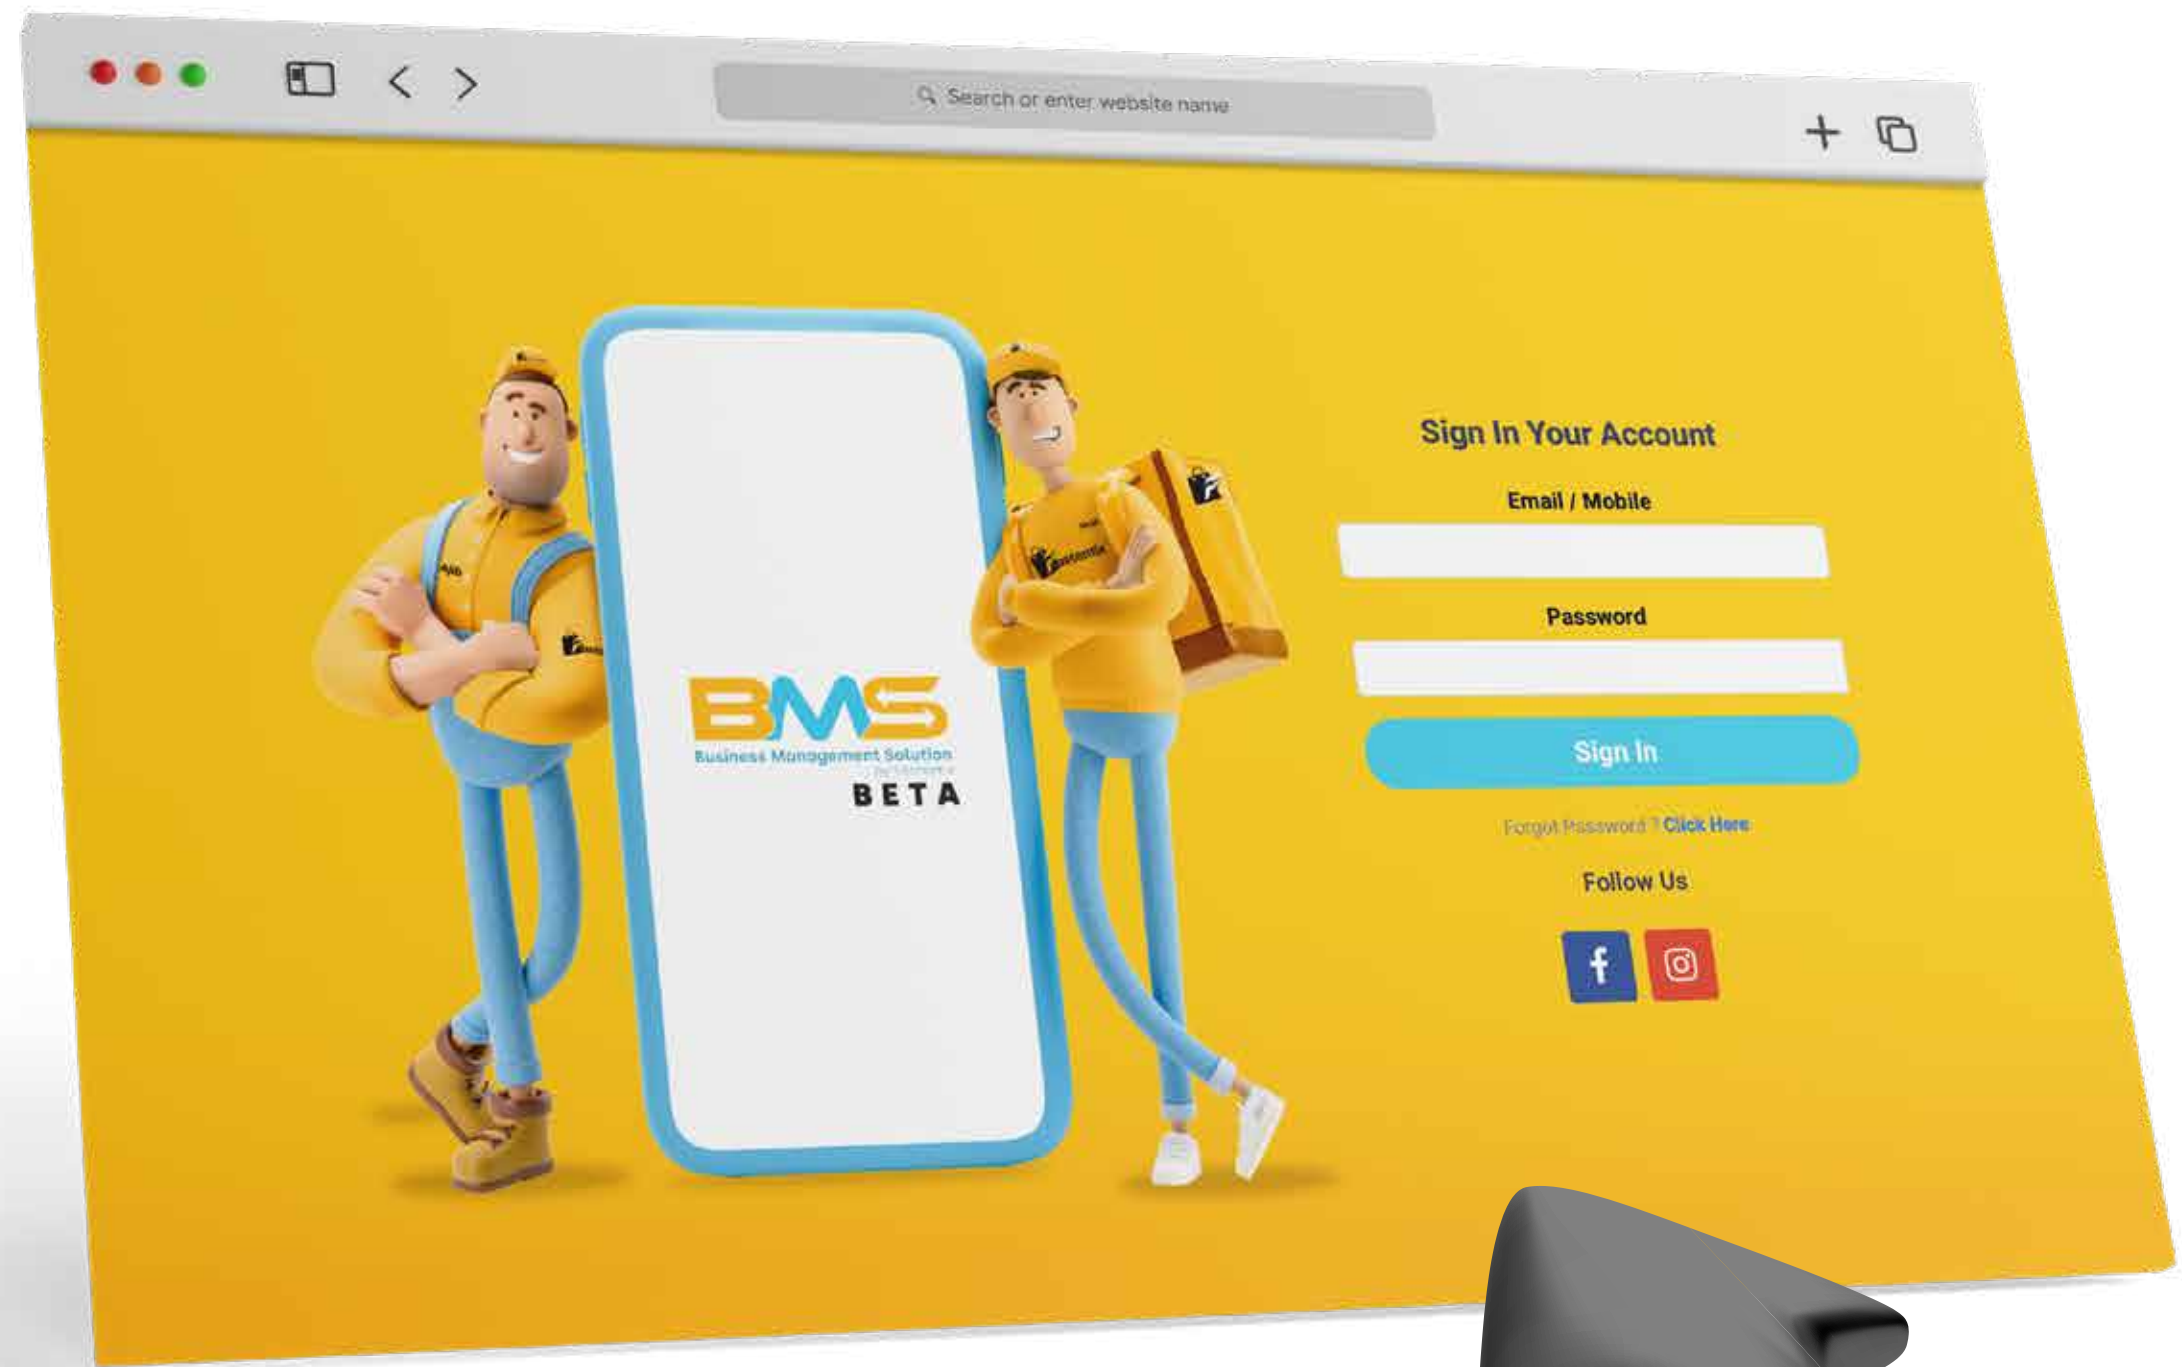 Search or enter website name
Sign In Your Account
Email / Mobile
Password
Sign In
Forgot Password ? Click Here
Follow Us
BMS
Business Management Solution
BETA